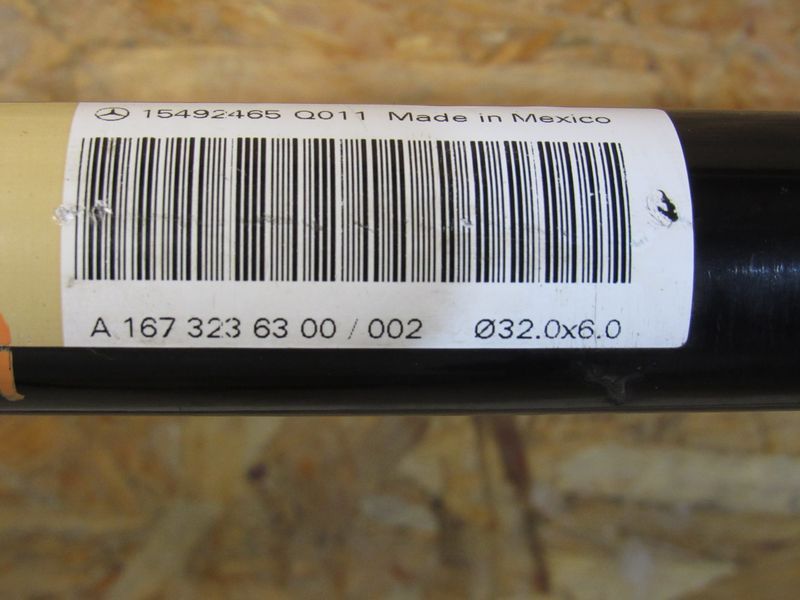 15492465 Q011 Made in Mexico
A 167 323 63 00 / 002 Ø32.0x6.0